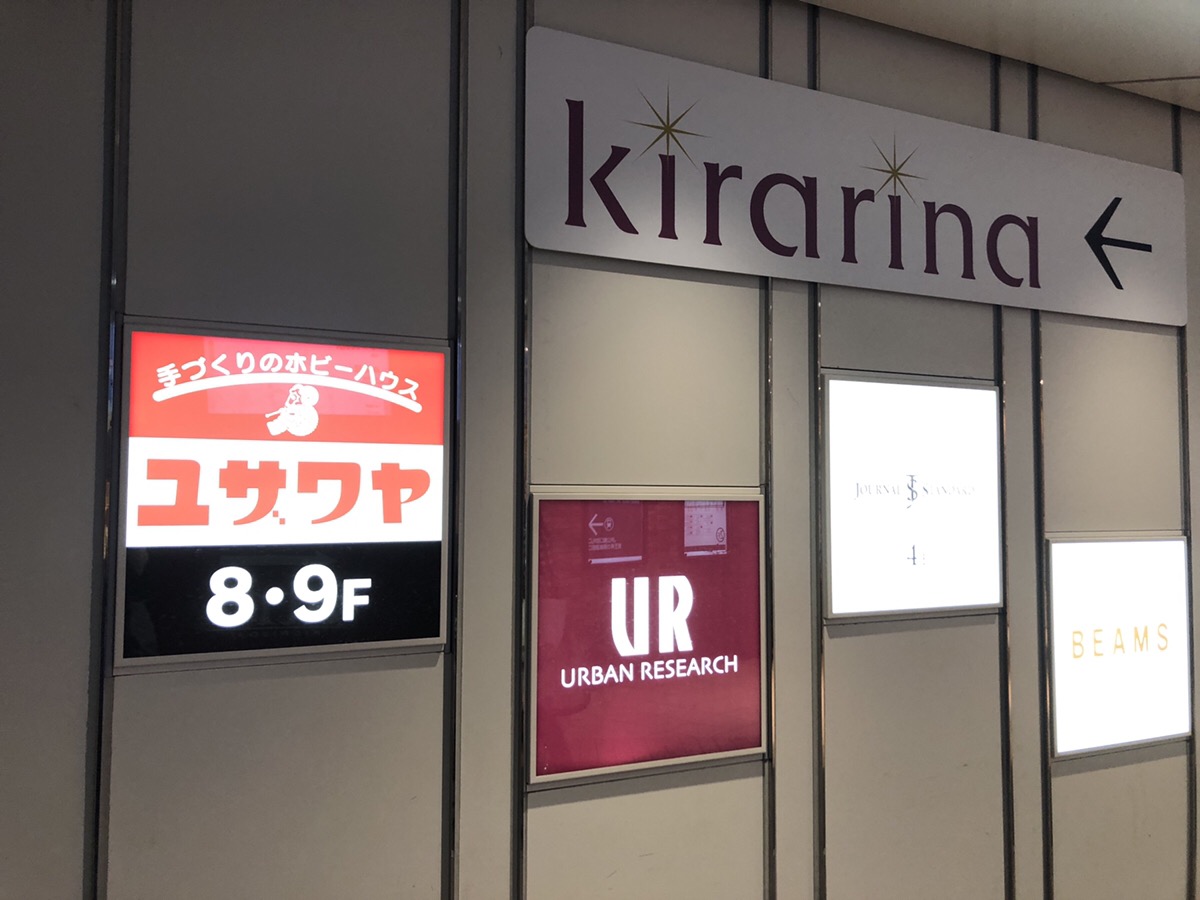 kirarina
手づくりのホビーハウス
ユザワヤ
8・9F
UR
URBAN RESEARCH
JOURNAL STANDARD
BEAMS